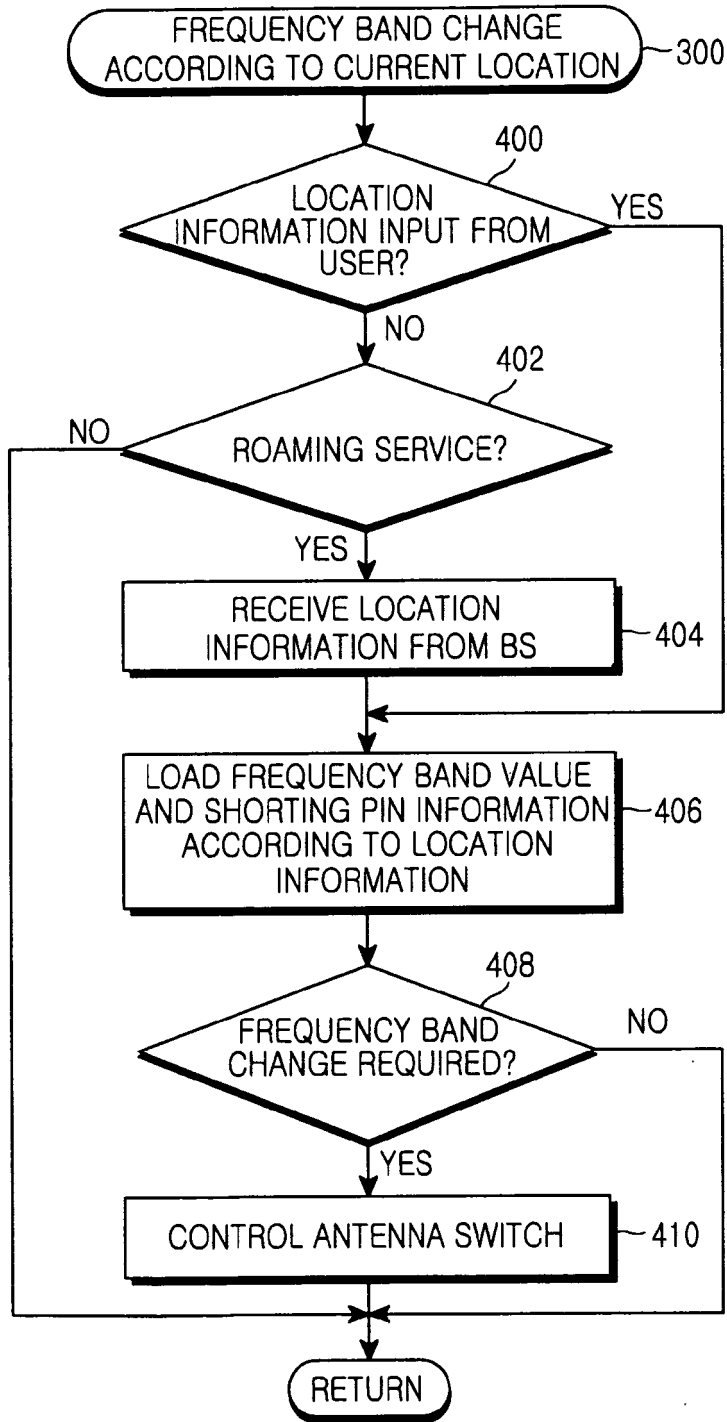 FREQUENCY BAND CHANGE
ACCORDING TO CURRENT LOCATION
300
400
LOCATION
INFORMATION INPUT FROM
USER?
YES
NO
402
NO
ROAMING SERVICE?
YES
RECEIVE LOCATION
INFORMATION FROM BS
404
LOAD FREQUENCY BAND VALUE
AND SHORTING PIN INFORMATION
ACCORDING TO LOCATION
INFORMATION
406
408
FREQUENCY BAND
CHANGE REQUIRED?
NO
YES
CONTROL ANTENNA SWITCH
410
RETURN